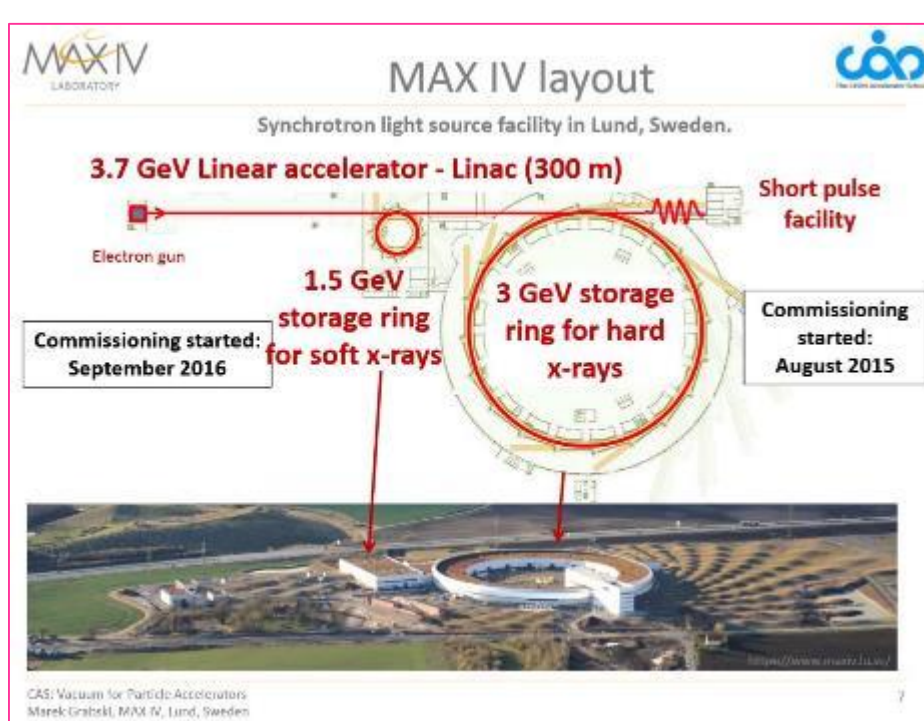 MAX IV
LABORATORY
MAX IV layout
Synchrotron light source facility in Lund, Sweden.
3.7 GeV Linear accelerator - Linac (300 m)
Short pulse
facility
Electron gun
1.5 GeV
storage ring
for soft x-rays
3 GeV storage
ring for hard
x-rays
Commissioning started:
September 2016
Commissioning
started:
August 2015
CAS: Vacuum for Particle Accelerators
Marek Grabski, MAX IV, Lund, Sweden
7